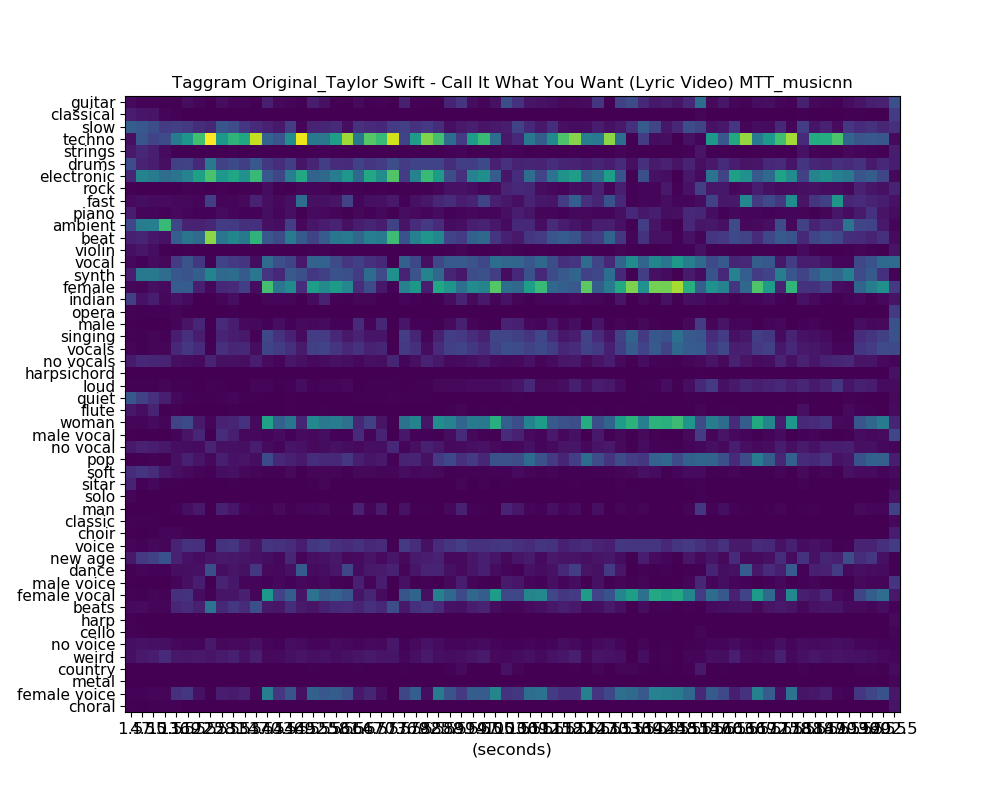 Taggram Original_Taylor Swift - Call It What You Want (Lyric Video) MTT_musicnn
guitar
classical
slow
techno
strings
drums
electronic
rock
fast
piano
ambient
beat
violin
vocal
synth
female
indian
opera
male
singing
vocals
no vocals
harpsichord
loud
quiet
flute
woman
male vocal
no vocal
pop
soft
sitar
solo
man
classic
choir
voice
new age
dance
male voice
female vocal
beats
harp
cello
no voice
weird
country
metal
female voice
choral
(seconds)